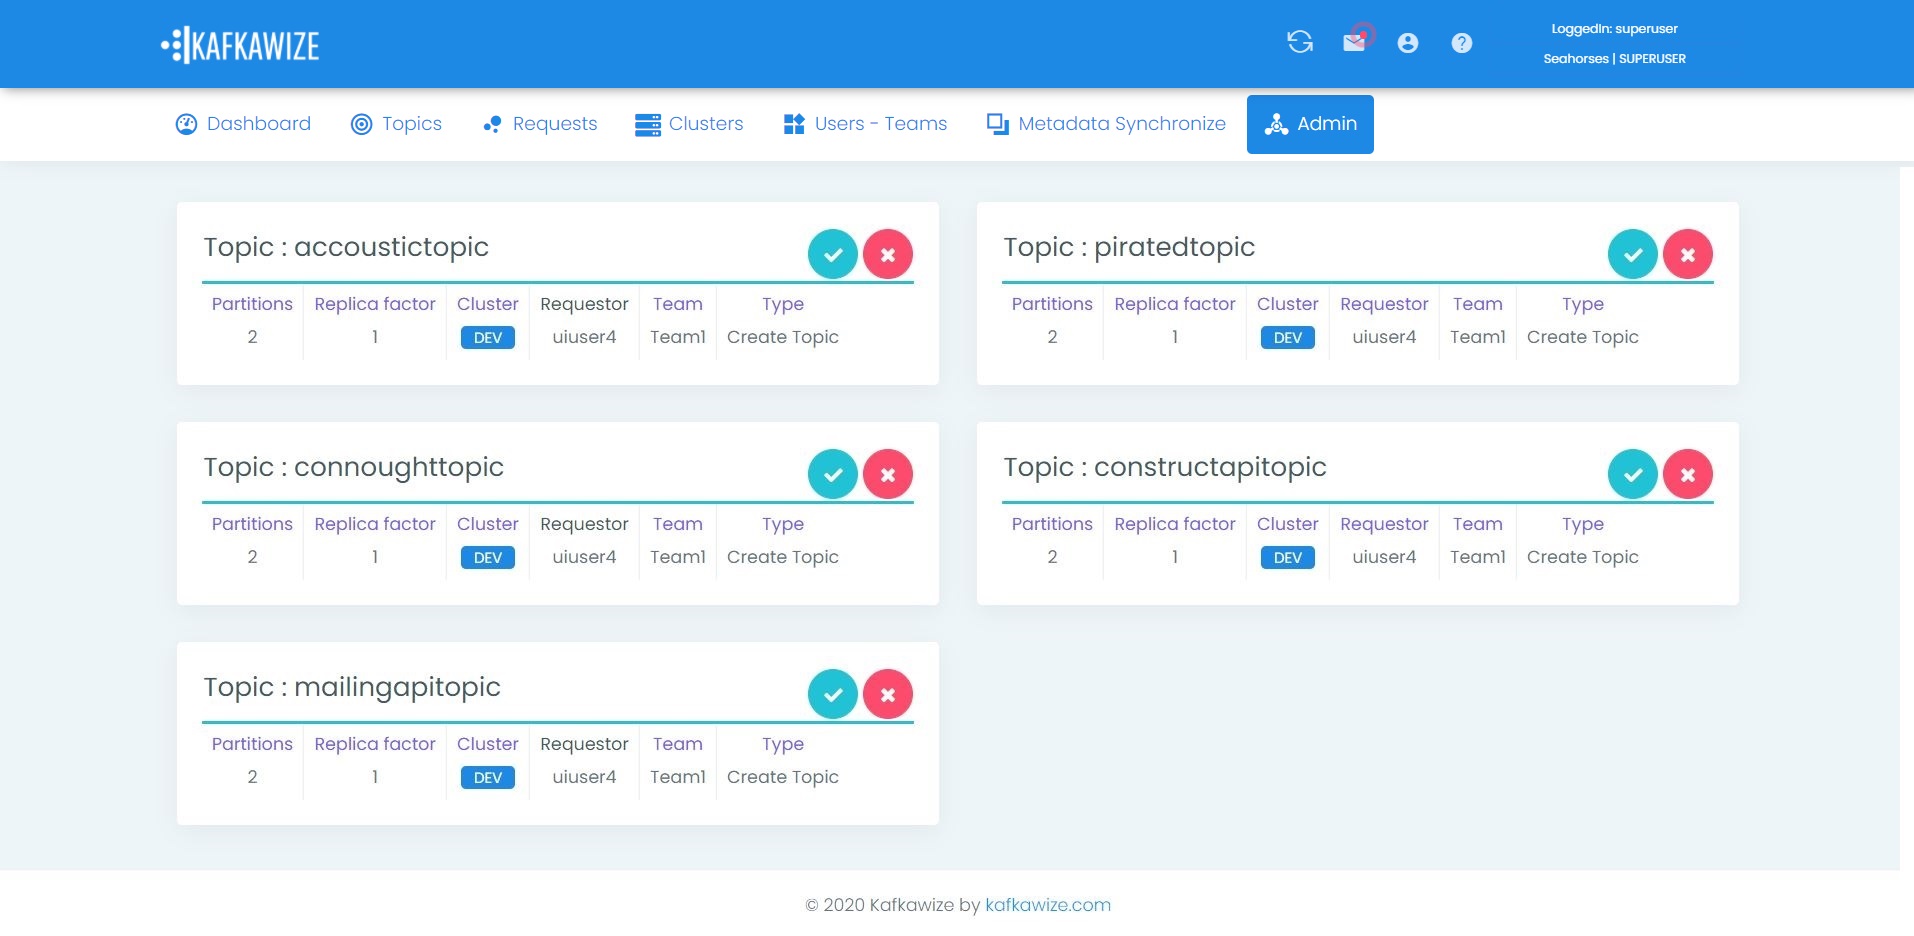 KAFKAWIZE
LoggedIn: superuser
Seahorses | SUPERUSER
Dashboard Topics Requests Clusters Users - Teams Metadata Synchronize Admin
Topic : accoustictopic
Partitions Replica factor Cluster Requestor Team Type
2 1 DEV uiuser4 Team1 Create Topic
Topic : piratedtopic
Partitions Replica factor Cluster Requestor Team Type
2 1 DEV uiuser4 Team1 Create Topic
Topic : connoughttopic
Partitions Replica factor Cluster Requestor Team Type
2 1 DEV uiuser4 Team1 Create Topic
Topic : constructapitopic
Partitions Replica factor Cluster Requestor Team Type
2 1 DEV uiuser4 Team1 Create Topic
Topic : mailingapitopic
Partitions Replica factor Cluster Requestor Team Type
2 1 DEV uiuser4 Team1 Create Topic
© 2020 Kafkawize by kafkawize.com